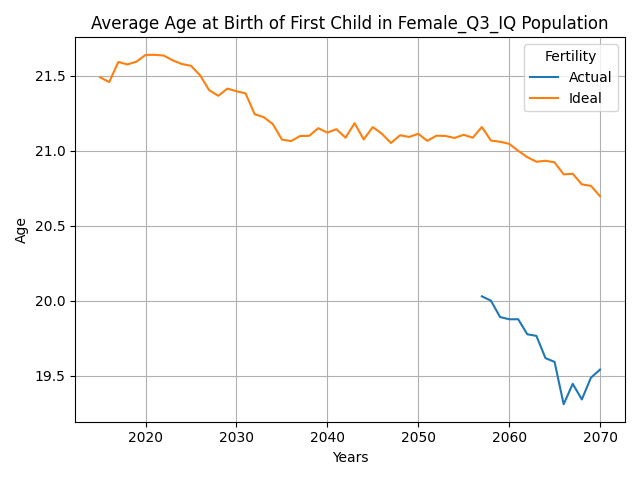 Average Age at Birth of First Child in Female_Q3_IQ Population
Fertility
Actual
Ideal
21.5
21.0
20.5
20.0
19.5
Age
2020
2030
2040
2050
2060
2070
Years